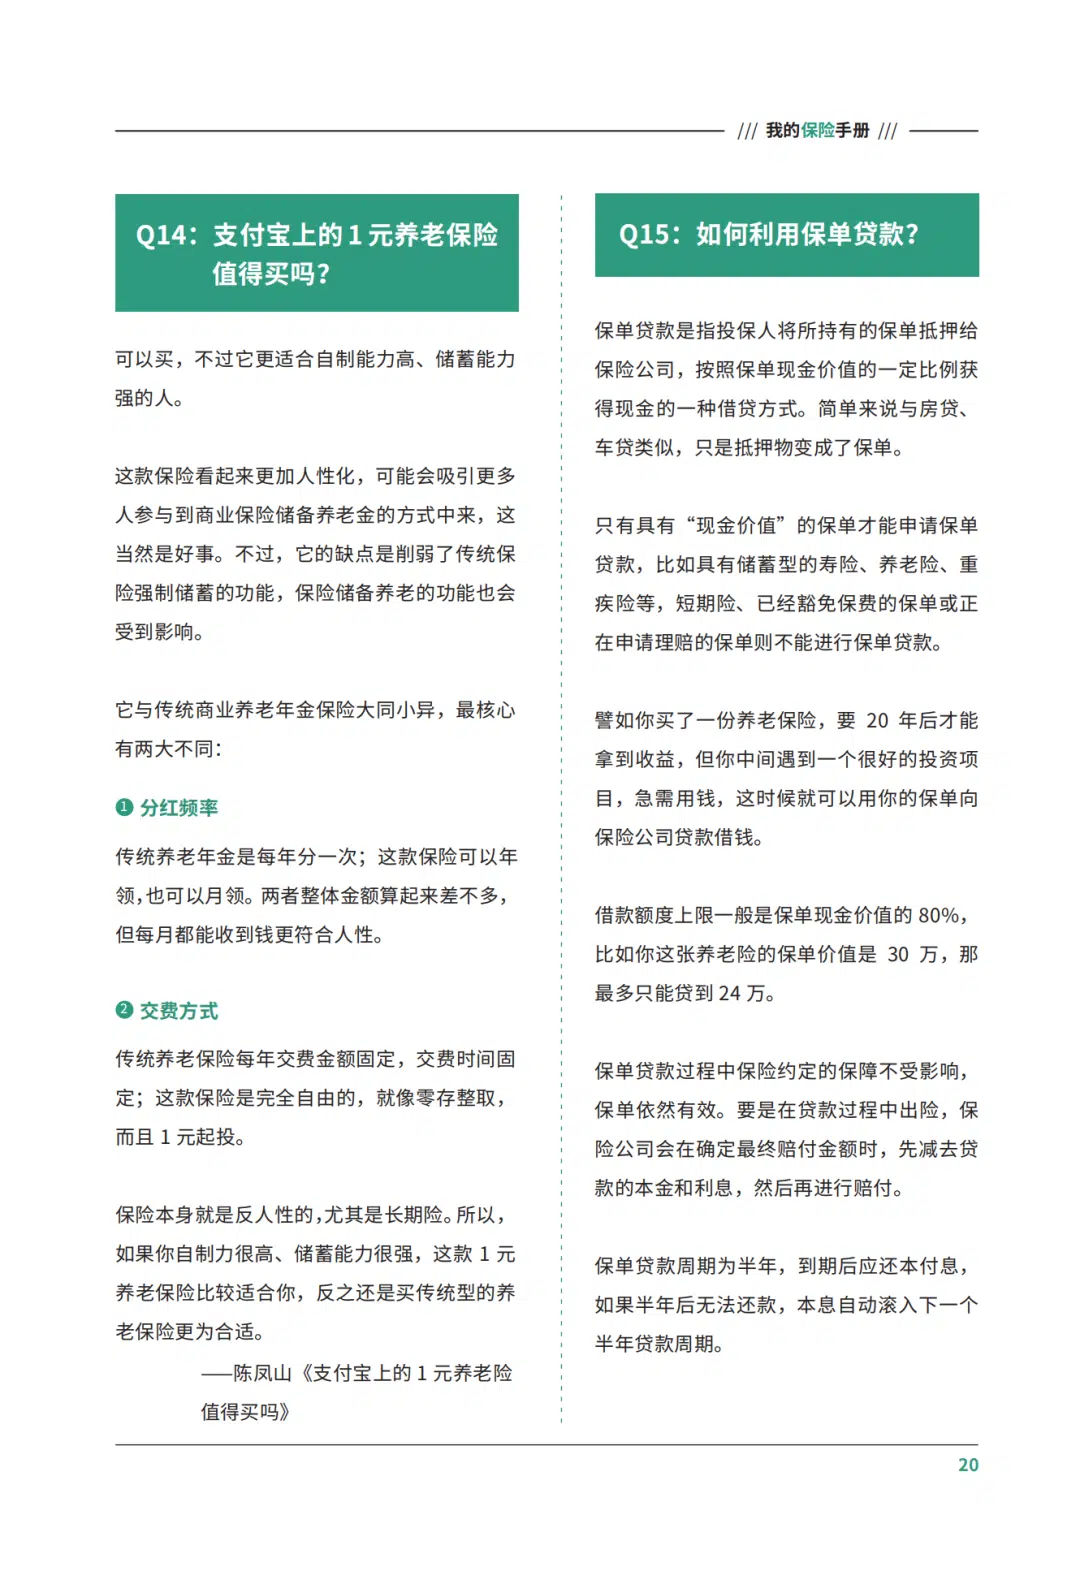 /// 我的保险手册 ///
Q14：支付宝上的 1 元养老保险
值得买吗？
可以买，不过它更适合自制能力高、储蓄能力
强的人。
这款保险看起来更加人性化，可能会吸引更多
人参与到商业保险储备养老金的方式中来，这
当然是好事。不过，它的缺点是削弱了传统保
险强制储蓄的功能，保险储备养老的功能也会
受到影响。
它与传统商业养老年金保险大同小异，最核心
有两大不同：
❶ 分红频率
传统养老年金是每年分一次；这款保险可以年
领，也可以月领。两者整体金额算起来差不多，
但每月都能收到钱更符合人性。
❷ 交费方式
传统养老保险每年交费金额固定，交费时间固
定；这款保险是完全自由的，就像零存整取，
而且 1 元起投。
保险本身就是反人性的，尤其是长期险。所以，
如果你自制力很高、储蓄能力很强，这款 1 元
养老保险比较适合你，反之还是买传统型的养
老保险更为合适。
——陈凤山《支付宝上的 1 元养老险
值得买吗》
Q15：如何利用保单贷款？
保单贷款是指投保人将所持有的保单抵押给
保险公司，按照保单现金价值的一定比例获
得现金的一种借贷方式。简单来说与房贷、
车贷类似，只是抵押物变成了保单。
只有具有“现金价值”的保单才能申请保单
贷款，比如具有储蓄型的寿险、养老险、重
疾险等，短期险、已经豁免保费的保单或正
在申请理赔的保单则不能进行保单贷款。
譬如你买了一份养老保险，要 20 年后才能
拿到收益，但你中间遇到一个很好的投资项
目，急需用钱，这时候就可以用你的保单向
保险公司贷款借钱。
借款额度上限一般是保单现金价值的 80%，
比如你这张养老险的保单价值是 30 万，那
最多只能贷到 24 万。
保单贷款过程中保险约定的保障不受影响，
保单依然有效。要是在贷款过程中出险，保
险公司会在确定最终赔付金额时，先减去贷
款的本金和利息，然后再进行赔付。
保单贷款周期为半年，到期后应还本付息，
如果半年后无法还款，本息自动滚入下一个
半年贷款周期。
20